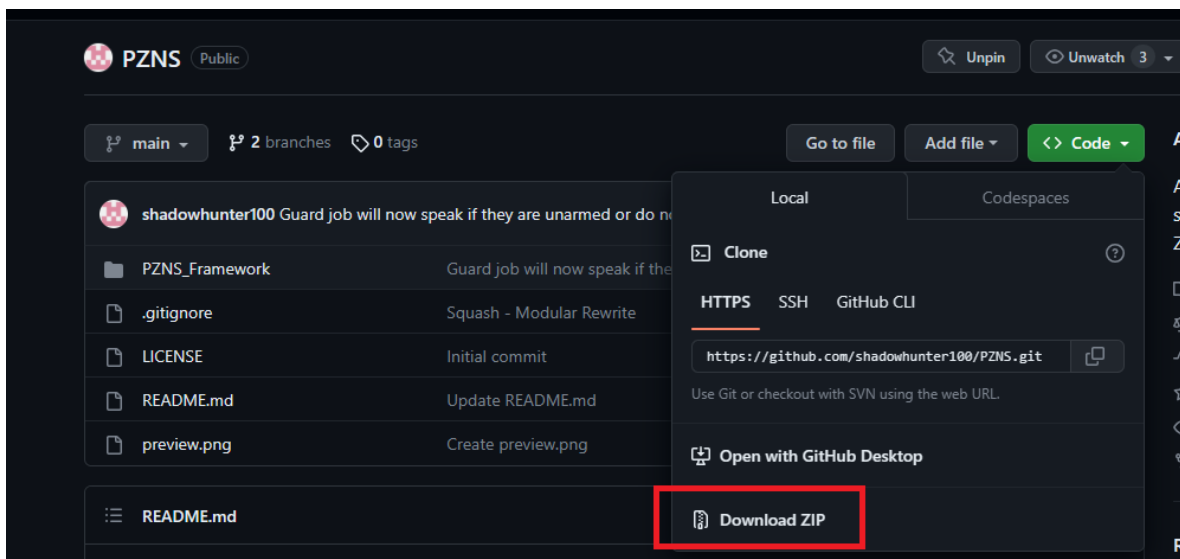 PZNS Public Unpin Unwatch 3
main 2 branches 0 tags Go to file Add file <> Code
Local Codespaces
shadowhunter100 Guard job will now speak if they are unarmed or do
Clone
PZNS_Framework Guard job will now speak if the
HTTPS SSH GitHub CLI
.gitignore Squash - Modular Rewrite
LICENSE Initial commit
https://github.com/shadowhunter100/PZNS.git
Use Git or checkout with SVN using the web URL.
README.md Update README.md
preview.png Create preview.png
Open with GitHub Desktop
README.md
Download ZIP